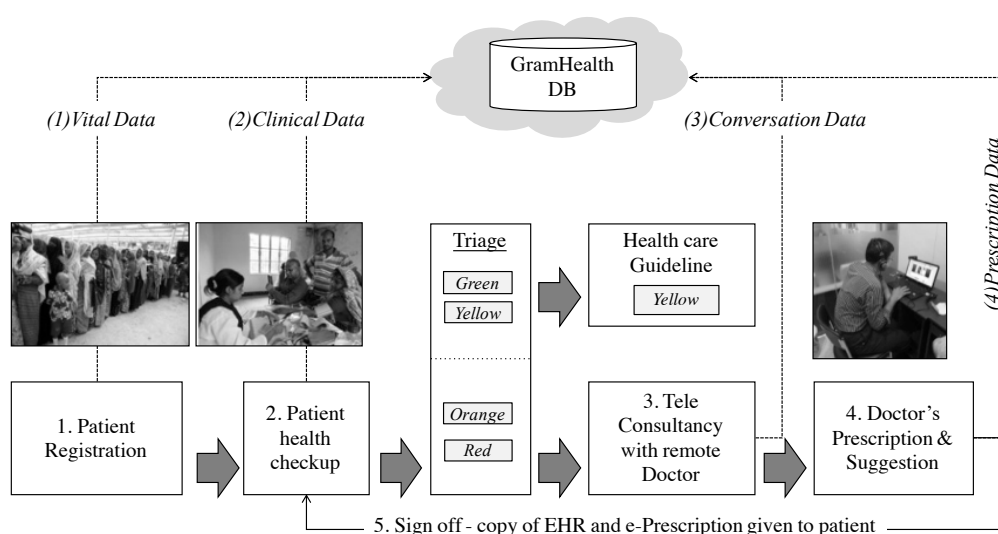 GramHealth
DB
(1)Vital Data
(2)Clinical Data
(3)Conversation Data
(4)Prescription Data
Triage
Green
Yellow
Health care
Guideline
Yellow
1. Patient
Registration
2. Patient
health
checkup
Orange
Red
3. Tele
Consultancy
with remote
Doctor
4. Doctor’s
Prescription &
Suggestion
5. Sign off - copy of EHR and e-Prescription given to patient